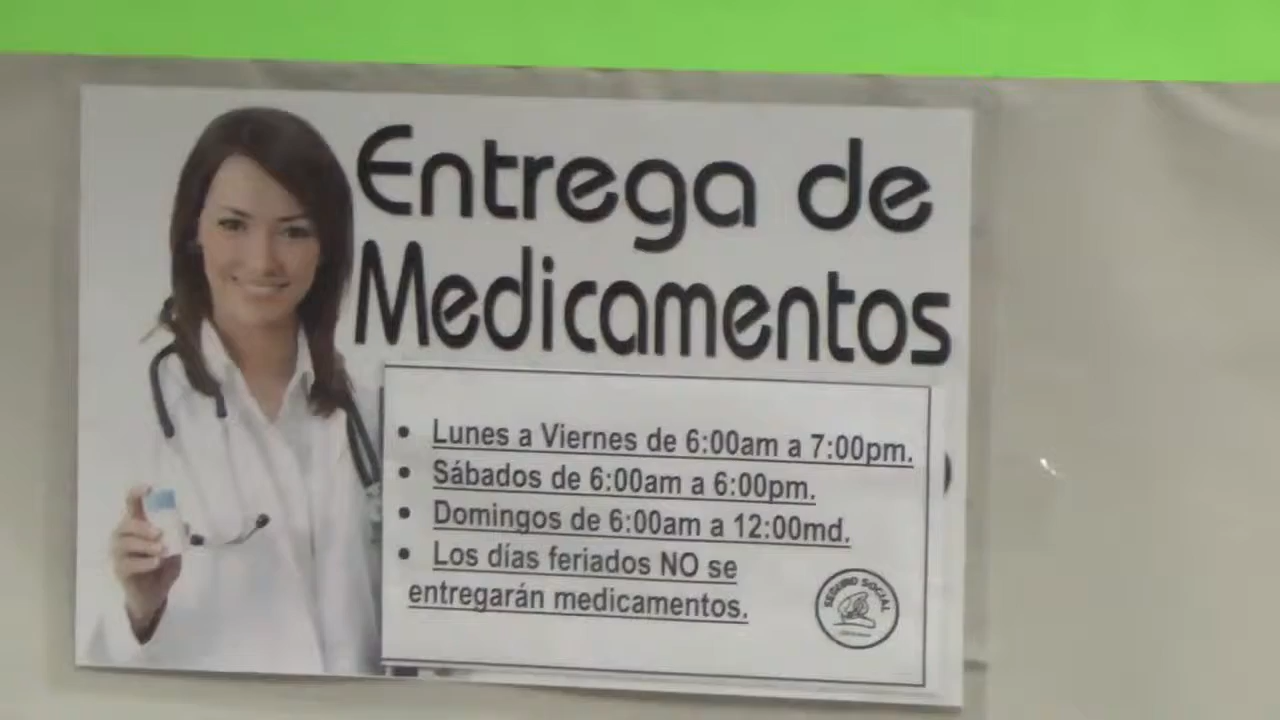 Entrega de
Medicamentos
• Lunes a Viernes de 6:00am a 7:00pm.
• Sábados de 6:00am a 6:00pm.
• Domingos de 6:00am a 12:00md.
• Los días feriados NO se
entregarán medicamentos.
SEGURO SOCIAL